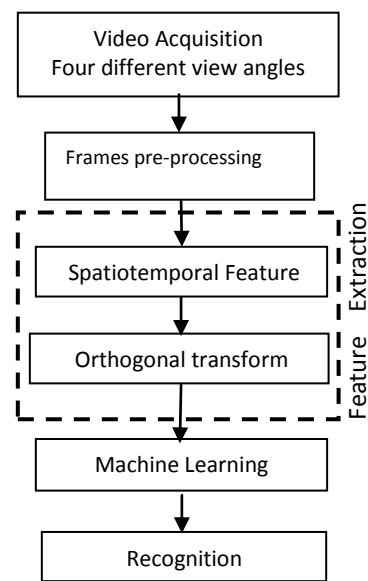 Video Acquisition
Four different view angles
Frames pre-processing
Spatiotemporal Feature
Orthogonal transform
Feature Extraction
Machine Learning
Recognition